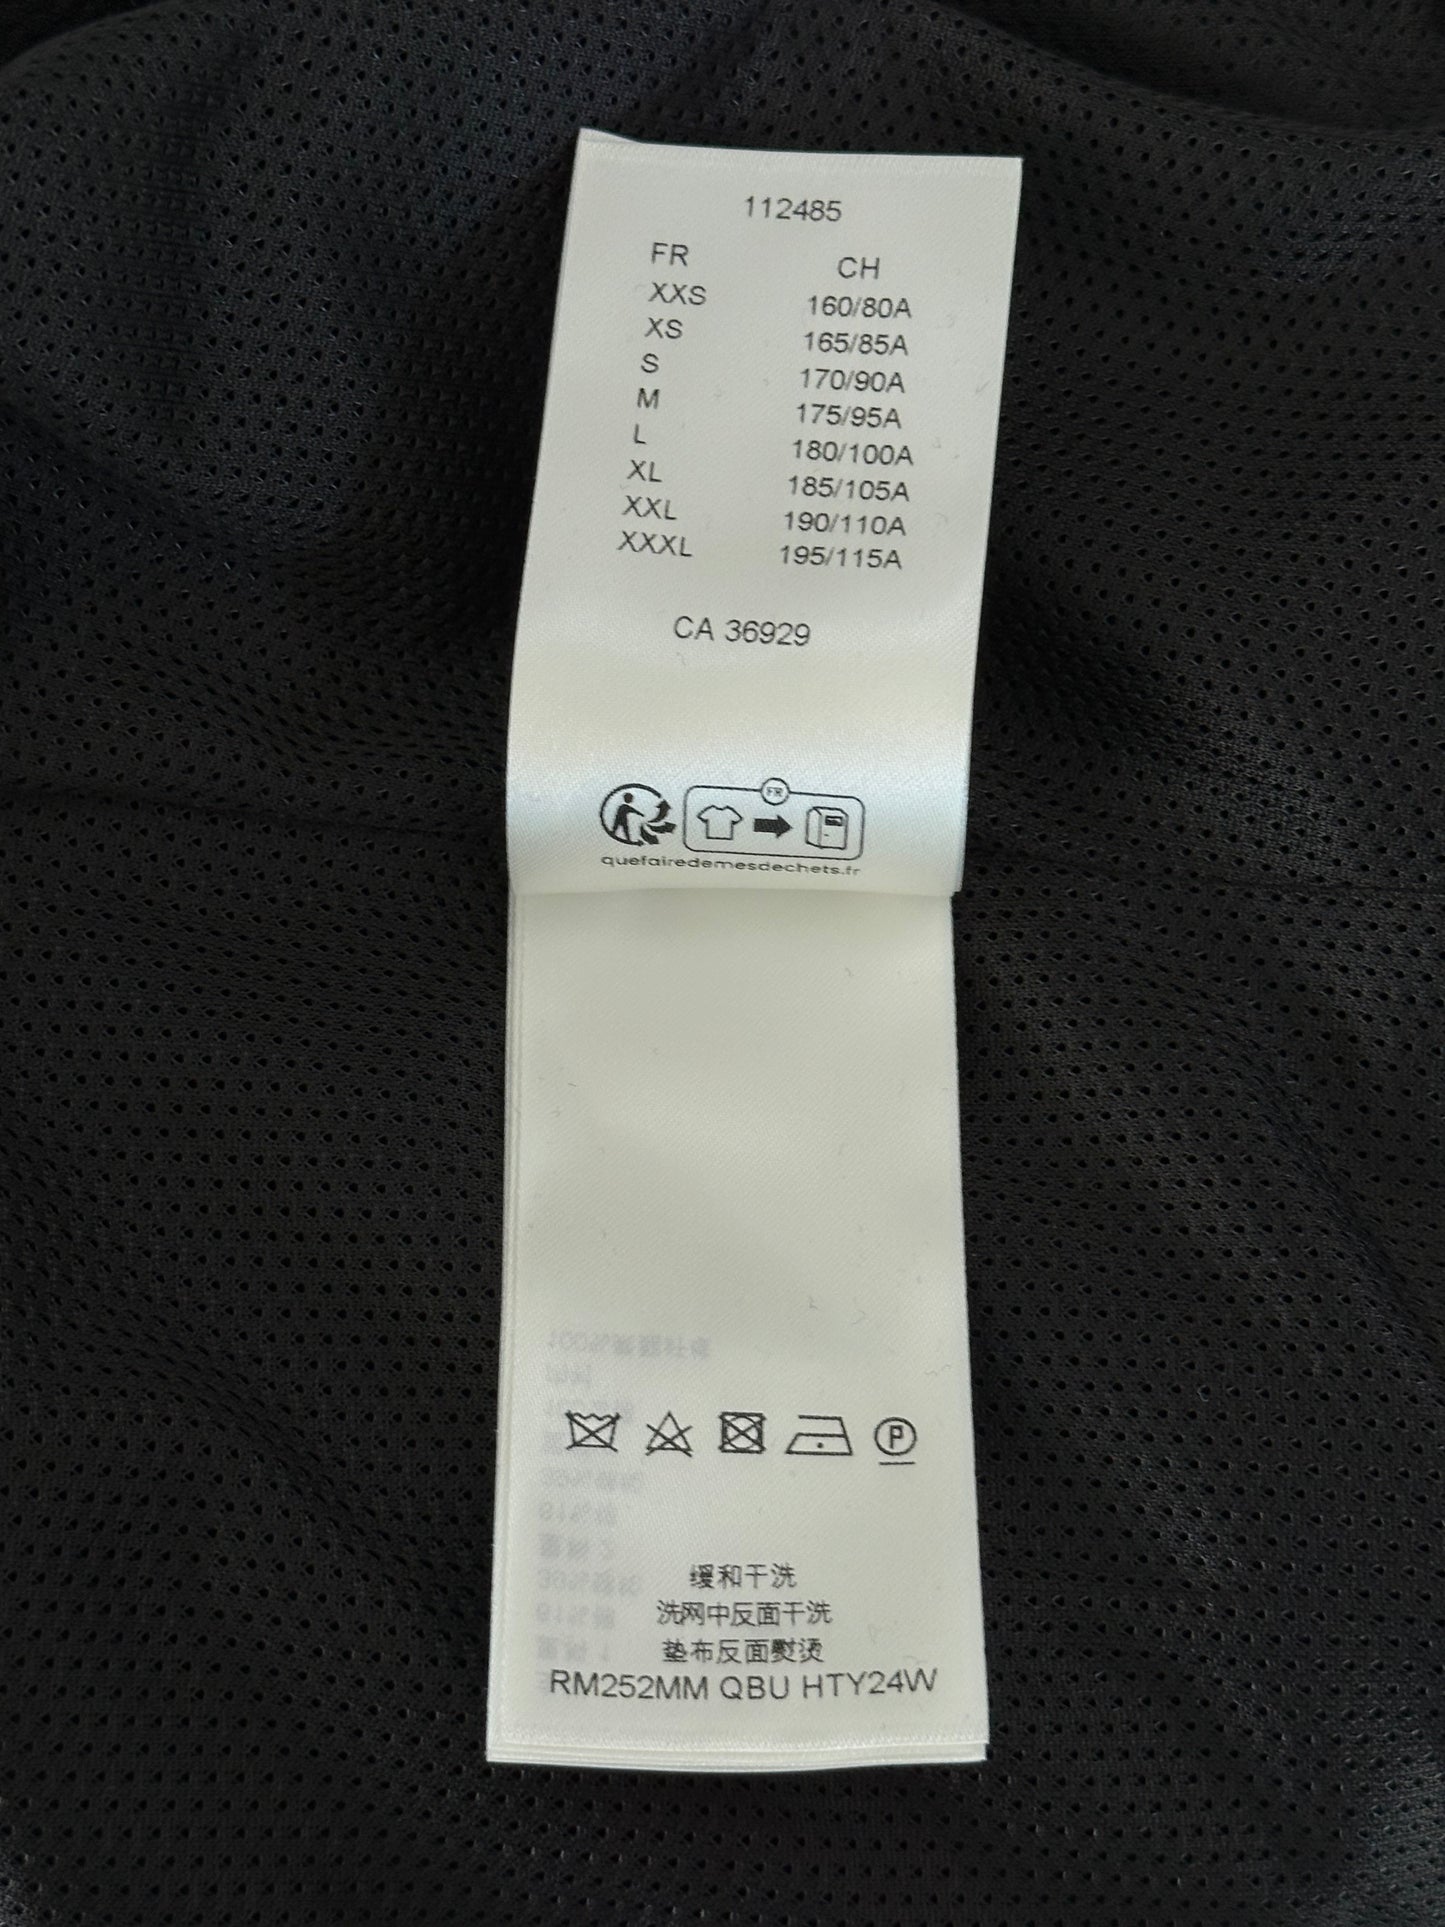 112485
FR CH
XXS 160/80A
XS 165/85A
S 170/90A
M 175/95A
L 180/100A
XL 185/105A
XXL 190/110A
XXXL 195/115A
CA 36929
FR
quefairedemesdechets.fr
P
缓和干洗
洗网中反面干洗
垫布反面熨烫
RM252MM QBU HTY24W